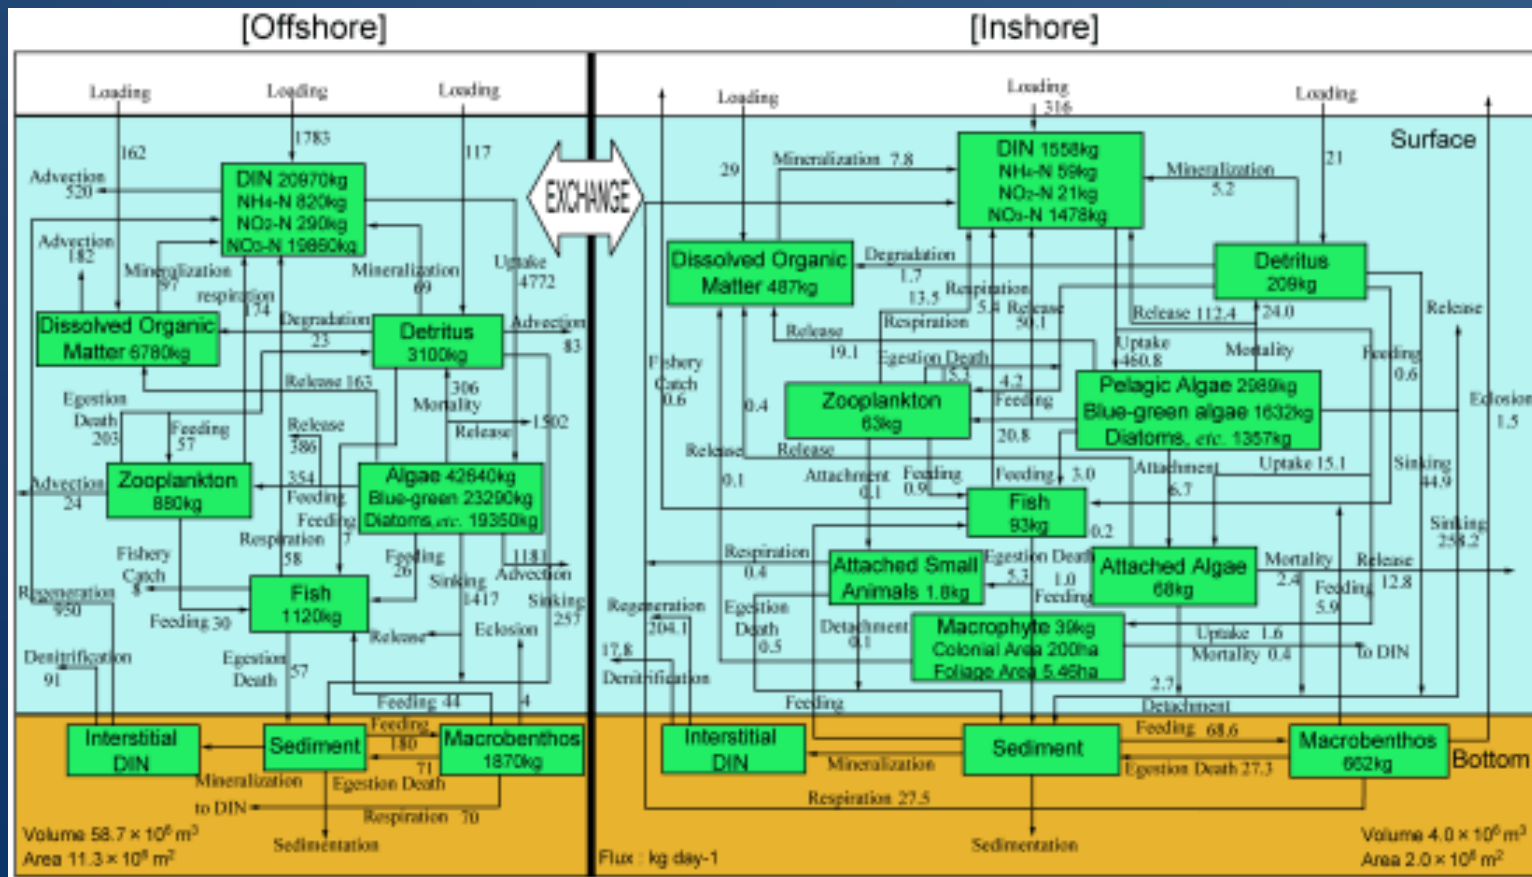 [Offshore]
[Inshore]
Loading
Loading
Loading
162
1783
117
Advection
520
DIN 20970kg
NH4-N 820kg
NO2-N 290kg
NO3-N 19860kg
Advection
182
Mineralization
97
respiration
174
Mineralization
69
Uptake
4772
Dissolved Organic
Matter 6780kg
Degradation
23
Detritus
3100kg
Advection
83
Release 163
306
Mortality
Release
1502
Egestion
Death
203
Feeding
57
Release
386
354
Feeding
Advection
24
Zooplankton
880kg
Algae 42640kg
Blue-green 23290kg
Diatoms, etc. 19350kg
Feeding
7
Respiration
58
Feeding
26
Sinking
1417
1181
Advection
Sinking
257
Fishery
Catch
8
Regeneration
950
Fish
1120kg
Feeding 30
Release
Eclosion
Denitrification
91
Egestion
Death
57
Feeding 44
4
Interstitial
DIN
Sediment
Feeding
180
71
Egestion Death
Macrobenthos
1870kg
Mineralization
to DIN
Respiration 70
Sedimentation
Volume 58.7 × 10⁶ m³
Area 11.3 × 10⁶ m²
EXCHANGE
Loading
Loading
316
Loading
Surface
29
Mineralization 7.8
DIN 1558kg
NH4-N 59kg
NO2-N 21kg
NO3-N 1478kg
Mineralization
5.2
21
Dissolved Organic
Matter 487kg
Degradation
1.7
Detritus
209kg
13.5
Respiration
Respiration
5.4
Release
50.1
Release 112.4
24.0
Release
Release
19.1
Uptake
460.8
Mortality
Feeding
0.6
Fishery
Catch
0.6
Egestion Death
15.3
4.2
Feeding
Zooplankton
63kg
Pelagic Algae 2989kg
Blue-green algae 1632kg
Diatoms, etc. 1357kg
Eclosion
1.5
0.4
20.8
Release
0.1
Release
Attachment
0.1
Feeding
0.9
Feeding
3.0
Attachment
6.7
Uptake 15.1
Sinking
44.9
Fish
93kg
0.2
Sinking
258.2
Respiration
0.4
Attached Small
Animals 1.8kg
Egestion Death
5.3
1.0
Feeding
Attached Algae
68kg
Mortality
2.4
Release
12.8
Feeding
5.9
Regeneration
204.1
Egestion
Death
0.5
Detachment
0.1
Macrophyte 39kg
Colonial Area 200ha
Foliage Area 5.46ha
Uptake 1.6
Mortality 0.4
to DIN
17.8
Denitrification
Feeding
2.7
Detachment
Interstitial
DIN
Mineralization
Sediment
Feeding 68.6
Egestion Death 27.3
Macrobenthos
662kg
Bottom
Respiration 27.5
Sedimentation
Flux : kg day-1
Volume 4.0 × 10⁶ m³
Area 2.0 × 10⁶ m²